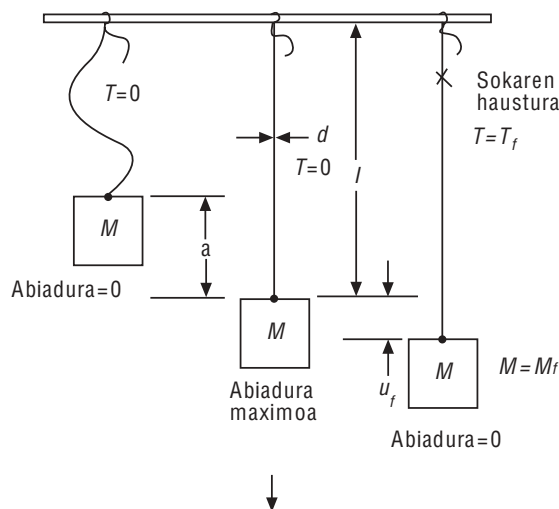 T=0
M
a
Abiadura=0
d
T=0
l
M
Abiadura
maximoa
Sokaren
haustura
T=T_f
u_f
M
M=M_f
Abiadura=0